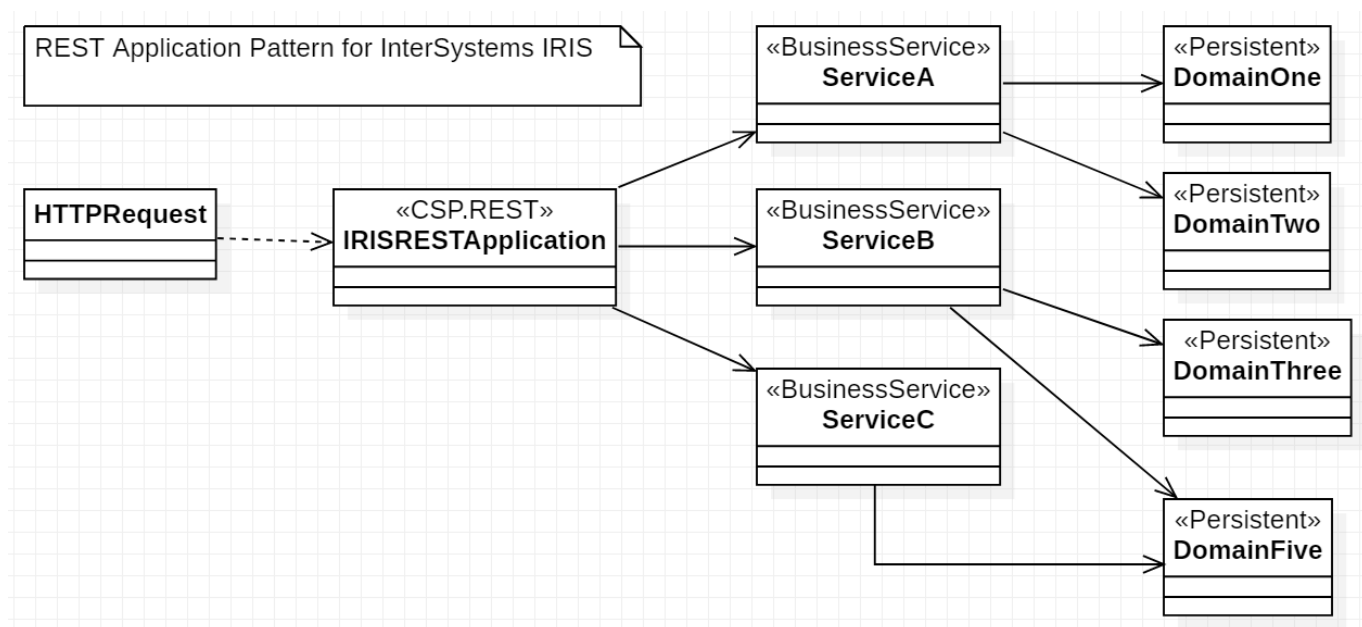 REST Application Pattern for InterSystems IRIS
HTTPRequest
«CSP.REST»
IRISRESTApplication
«BusinessService»
ServiceA
«BusinessService»
ServiceB
«BusinessService»
ServiceC
«Persistent»
DomainOne
«Persistent»
DomainTwo
«Persistent»
DomainThree
«Persistent»
DomainFive